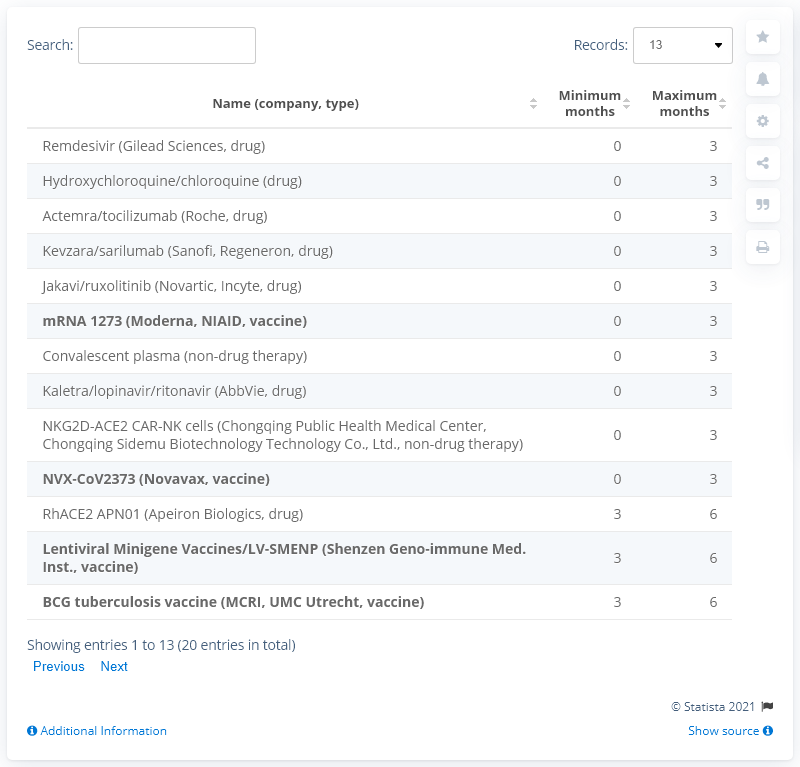 Search:
Records: 13
Name (company, type) Minimum months Maximum months
Remdesivir (Gilead Sciences, drug) 0 3
Hydroxychloroquine/chloroquine (drug) 0 3
Actemra/tocilizumab (Roche, drug) 0 3
Kevzara/sarilumab (Sanofi, Regeneron, drug) 0 3
Jakavi/ruxolitinib (Novartic, Incyte, drug) 0 3
mRNA 1273 (Moderna, NIAID, vaccine) 0 3
Convalescent plasma (non-drug therapy) 0 3
Kaletra/lopinavir/ritonavir (AbbVie, drug) 0 3
NKG2D-ACE2 CAR-NK cells (Chongqing Public Health Medical Center,
Chongqing Sidemu Biotechnology Technology Co., Ltd., non-drug therapy) 0 3
NVX-CoV2373 (Novavax, vaccine) 0 3
RhACE2 APN01 (Apeiron Biologics, drug) 3 6
Lentiviral Minigene Vaccines/LV-SMENP (Shenzen Geno-immune Med.
Inst., vaccine) 3 6
BCG tuberculosis vaccine (MCRI, UMC Utrecht, vaccine) 3 6
Showing entries 1 to 13 (20 entries in total)
Previous Next
© Statista 2021
Additional Information
Show source